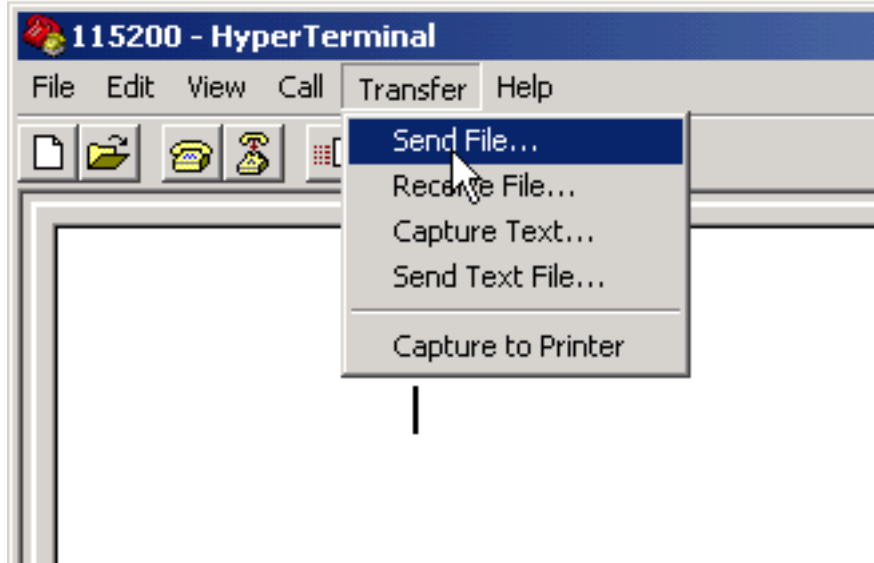 115200 - HyperTerminal
File Edit View Call Transfer Help
Send File...
Receive File...
Capture Text...
Send Text File...
Capture to Printer